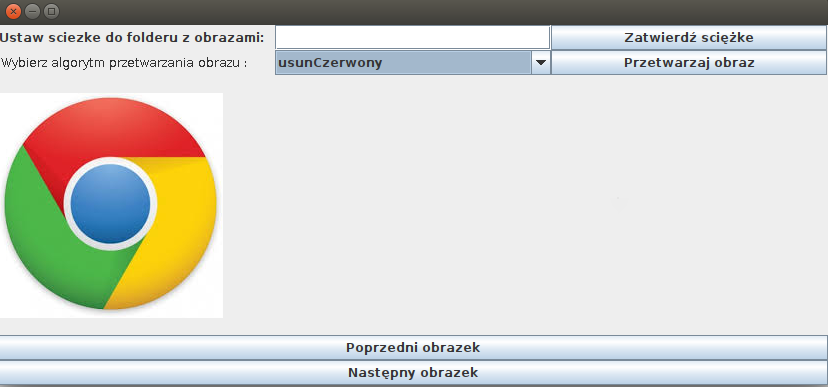 Ustaw sciezke do folderu z obrazami:
Zatwierdź sciężke
Wybierz algorytm przetwarzania obrazu :
usunCzerwony
Przetwarzaj obraz
Poprzedni obrazek
Następny obrazek